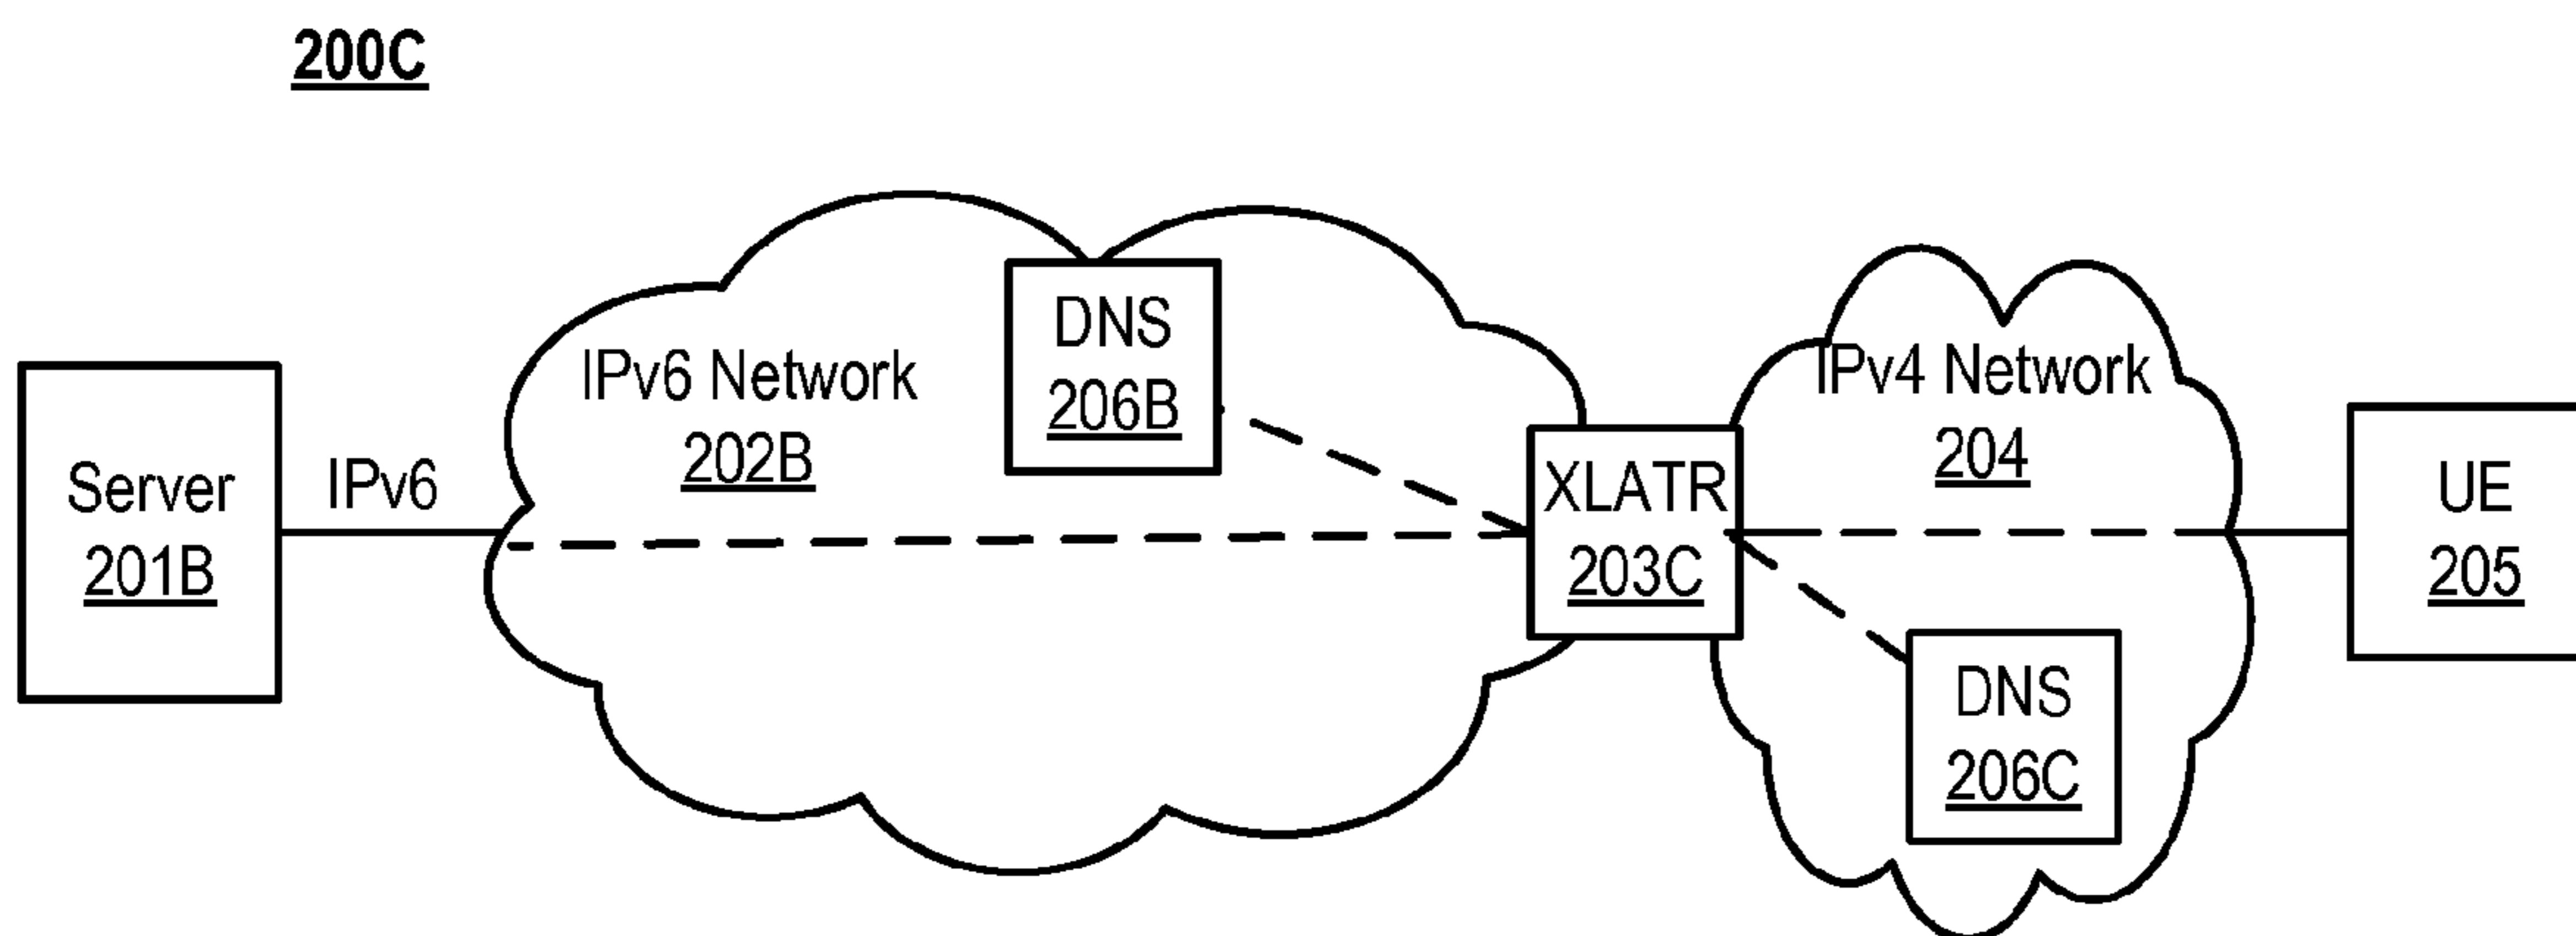 200C
Server
201B
IPv6
IPv6 Network
202B
DNS
206B
XLATR
203C
IPv4 Network
204
DNS
206C
UE
205